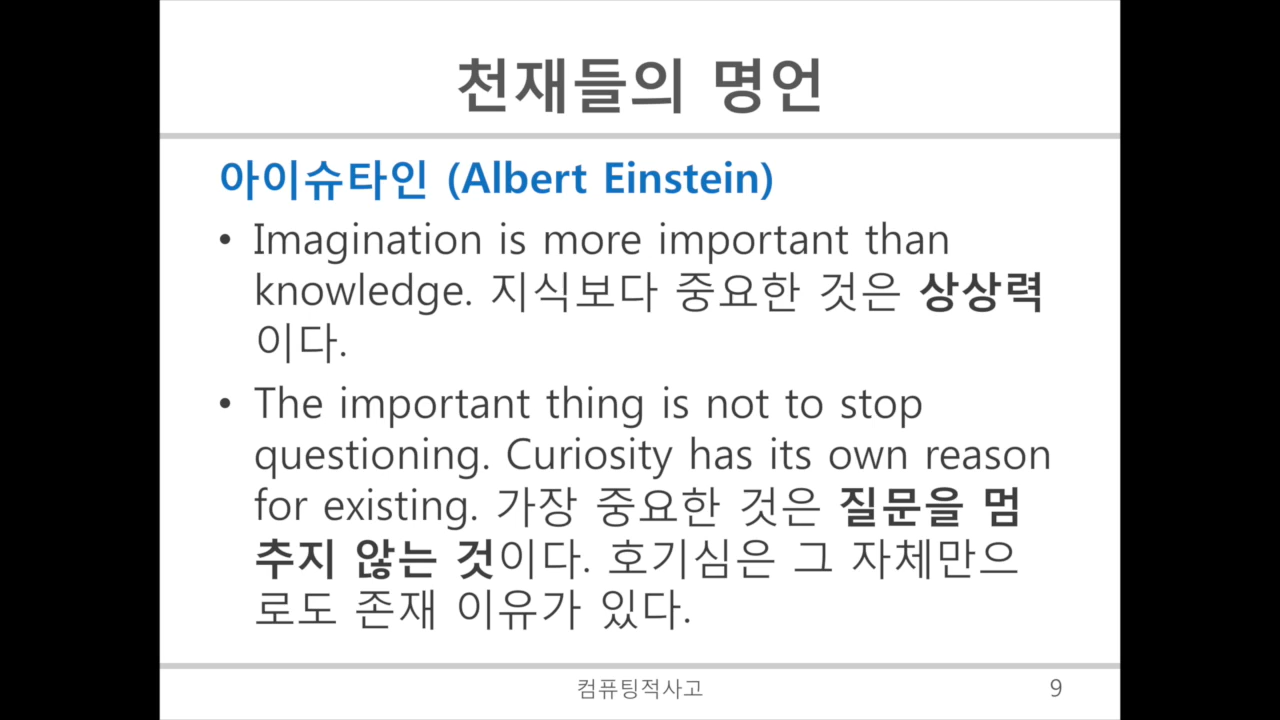 천재들의 명언
아이슈타인 (Albert Einstein)
• Imagination is more important than
knowledge. 지식보다 중요한 것은 상상력
이다.
• The important thing is not to stop
questioning. Curiosity has its own reason
for existing. 가장 중요한 것은 질문을 멈
추지 않는 것이다. 호기심은 그 자체만으
로도 존재 이유가 있다.
컴퓨팅적사고
9